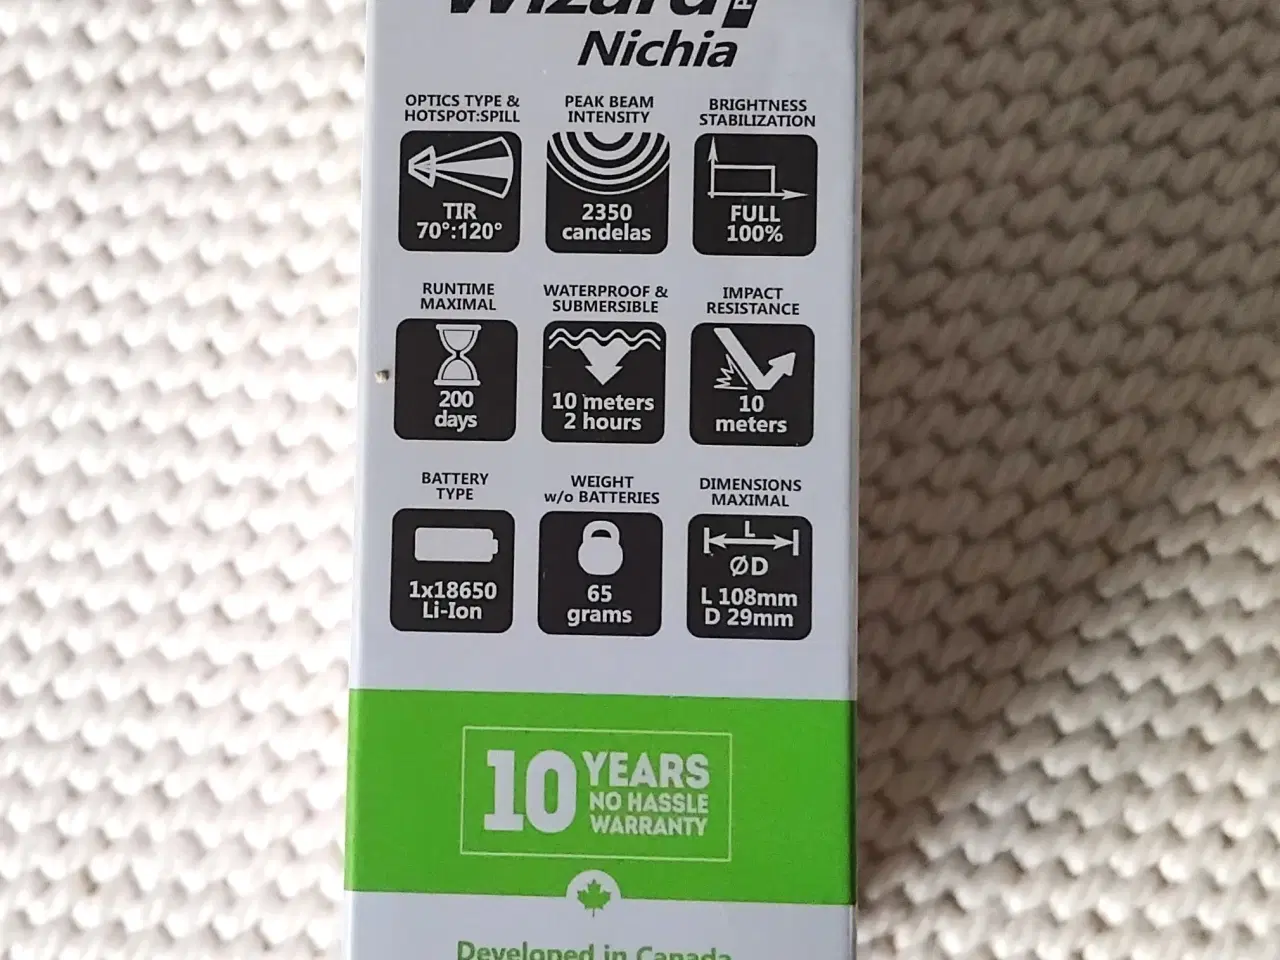 Wizard
Nichia
OPTICS TYPE &
HOTSPOT:SPILL
TIR
70°:120°
PEAK BEAM
INTENSITY
2350
candelas
BRIGHTNESS
STABILIZATION
FULL
100%
RUNTIME
MAXIMAL
200
days
WATERPROOF &
SUBMERSIBLE
10 meters
2 hours
IMPACT
RESISTANCE
10
meters
BATTERY
TYPE
1x18650
Li-Ion
WEIGHT
w/o BATTERIES
65
grams
DIMENSIONS
MAXIMAL
L
ØD
L 108mm
D 29mm
10 YEARS
NO HASSLE
WARRANTY
Developed in Canada